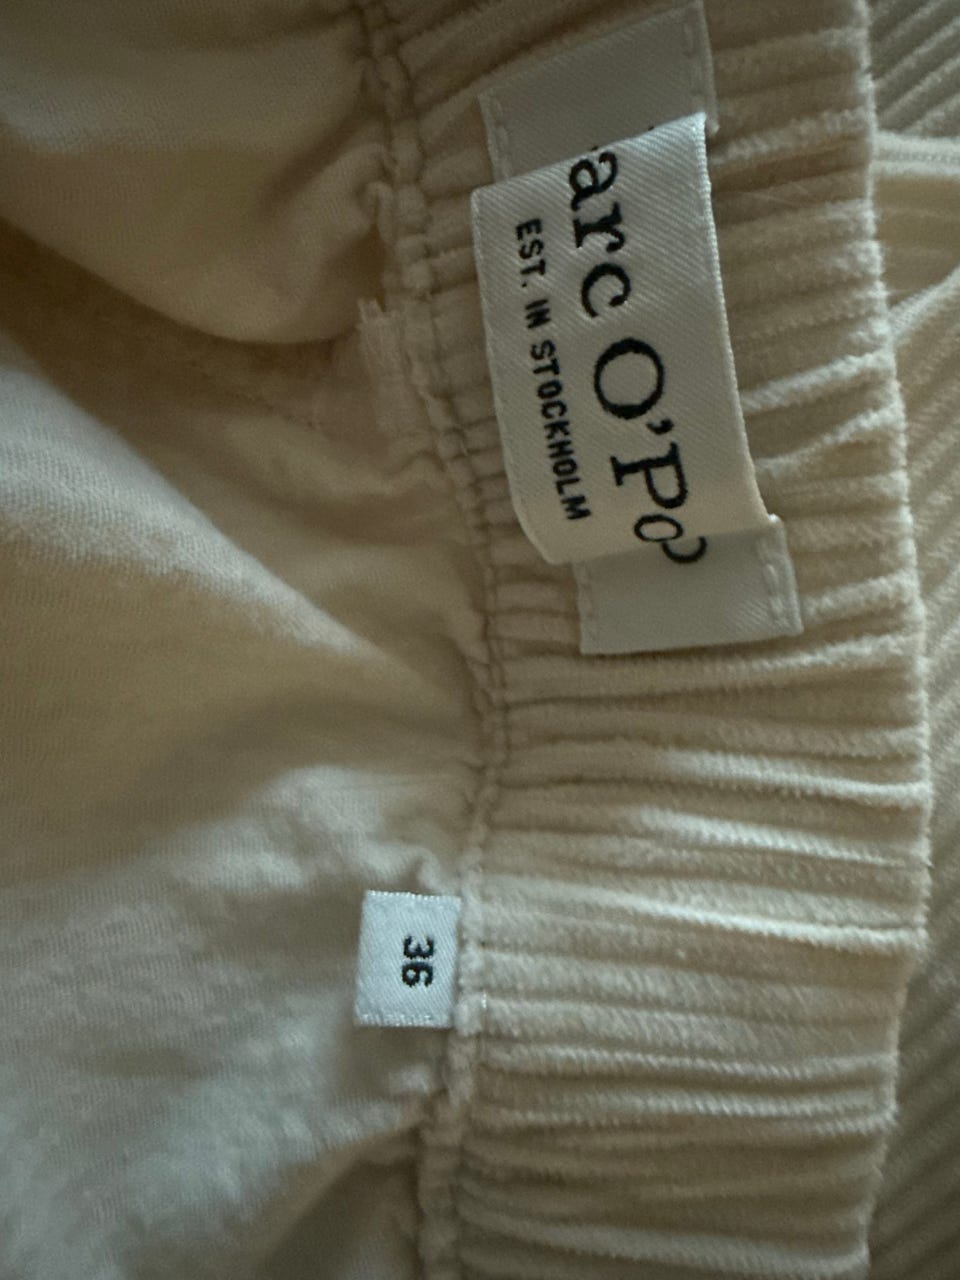 arc O'Po
EST. IN STOCKHOLM
36